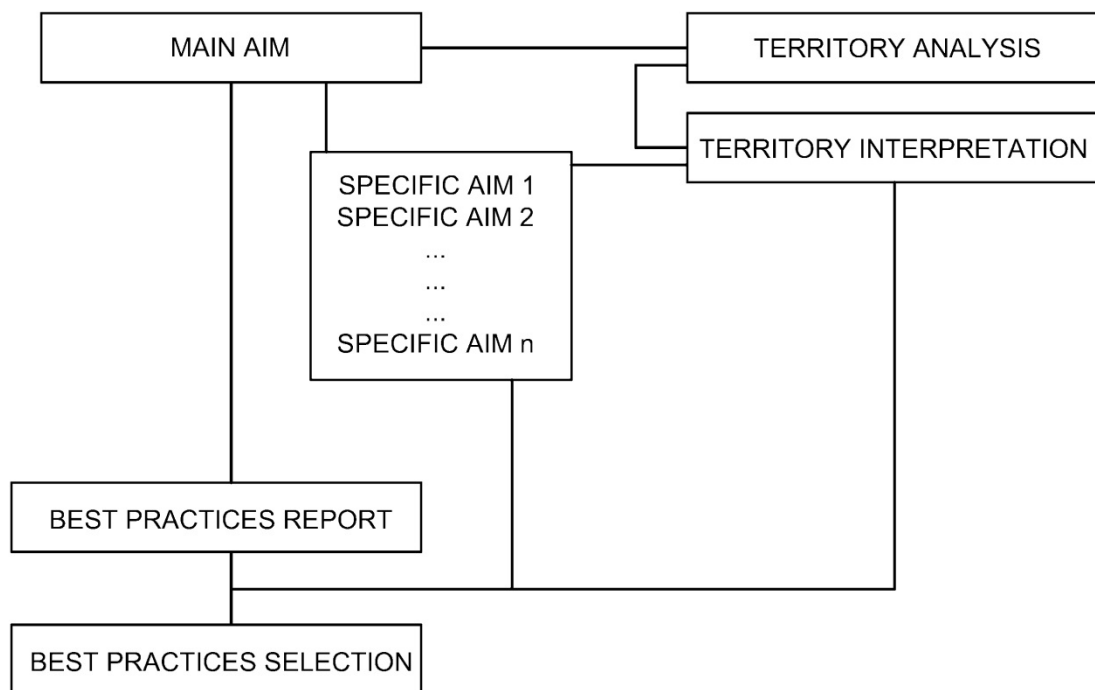 MAIN AIM
TERRITORY ANALYSIS
TERRITORY INTERPRETATION
SPECIFIC AIM 1
SPECIFIC AIM 2
...
...
...
SPECIFIC AIM n
BEST PRACTICES REPORT
BEST PRACTICES SELECTION